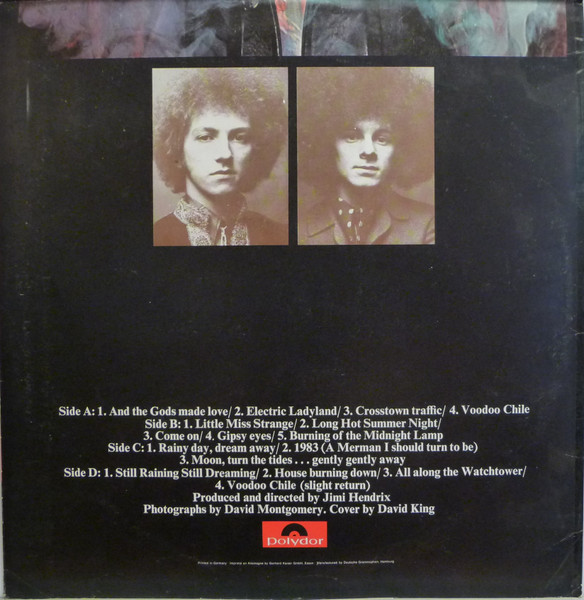 Side A: 1. And the Gods made love/ 2. Electric Ladyland/ 3. Crosstown traffic/ 4. Voodoo Chile
Side B: 1. Little Miss Strange/ 2. Long Hot Summer Night/
3. Come on/ 4. Gipsy eyes/ 5. Burning of the Midnight Lamp
Side C: 1. Rainy day, dream away/ 2. 1983 (A Merman I should turn to be)
3. Moon, turn the tides . . . gently gently away
Side D: 1. Still Raining Still Dreaming/ 2. House burning down/ 3. All along the Watchtower/
4. Voodoo Chile (slight return)
Produced and directed by Jimi Hendrix
Photographs by David Montgomery. Cover by David King
Polydor
Printed in Germany